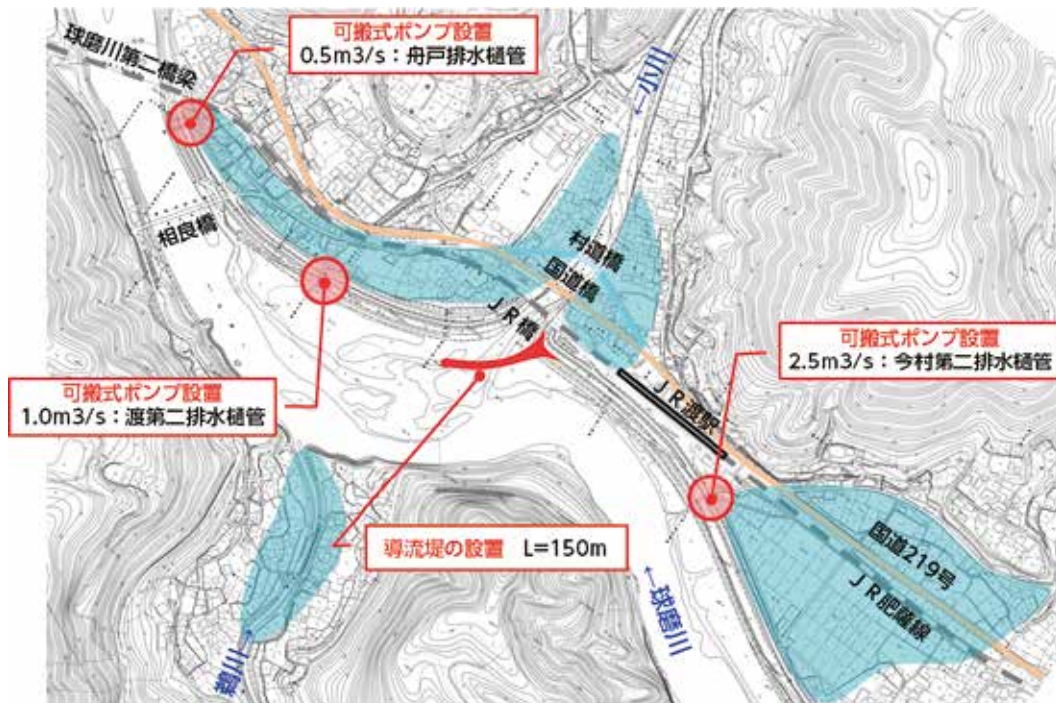 可搬式ポンプ設置
0.5m3/s：舟戸排水樋管
球磨川第二橋梁
←小川
相良橋
村道橋
国道橋
ＪＲ橋
可搬式ポンプ設置
2.5m3/s：今村第二排水樋管
可搬式ポンプ設置
1.0m3/s：渡第二排水樋管
ＪＲ渡駅
導流堤の設置　L=150m
国道219号
ＪＲ肥薩線
←球磨川